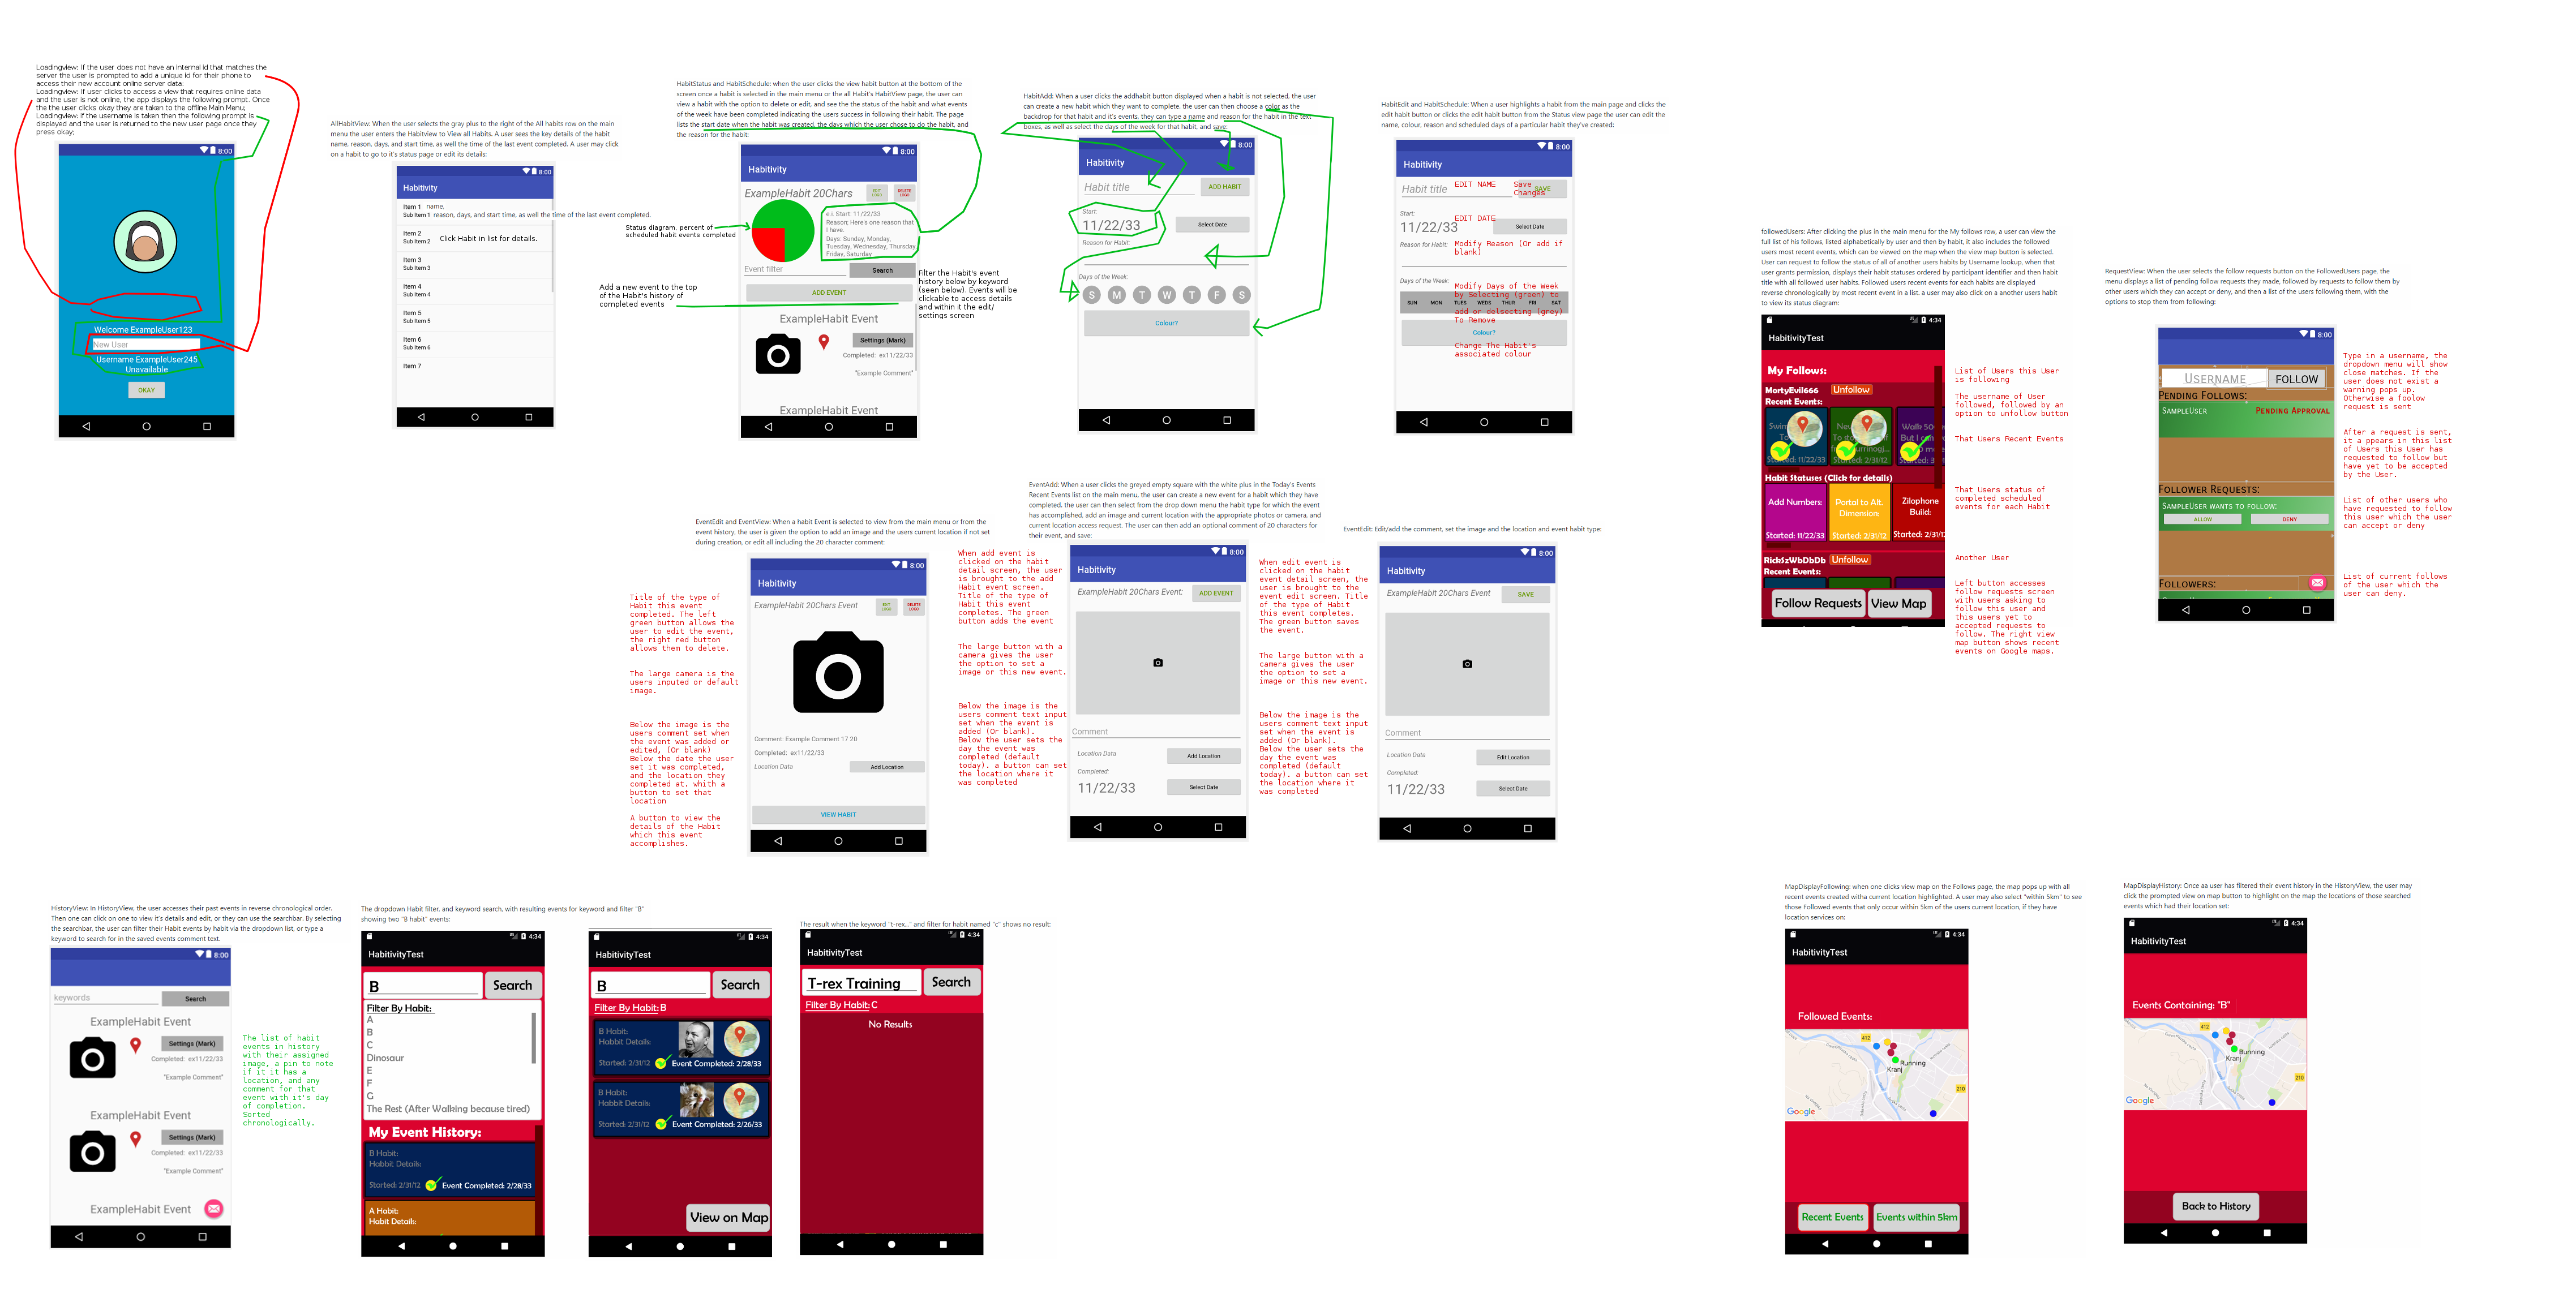 Loadingview: If the user does not have an internal id that matches the
server the user is prompted to add a unique id for their phone to
access their new account online server data:
Loadingview: If user clicks to access a view that requires online data
and the user is not online, the app displays the following prompt. Once
the the user clicks okay they are taken to the offline Main Menu;
Loadingview: if the username is taken then the following prompt is
displayed and the user is returned to the new user page once they
press okay;
8:00
Welcome ExampleUser123
New User
Username ExampleUser245
Unavailable
OKAY
AllHabitView: When the user selects the gray plus to the right of the All habits row on the main
menu the user enters the Habitview to View all Habits. A user sees the key details of the habit
name, reason, days, and start time, as well the time of the last event completed. A user may click
on a habit to go to it's status page or edit its details:
8:00
Habitivity
Item 1 name,
Sub Item 1 reason, days, and start time, as well the time of the last event completed.
Item 2
Sub Item 2 Click Habit in list for details.
Item 3
Sub Item 3
Item 4
Sub Item 4
Item 5
Sub Item 5
Item 6
Sub Item 6
Item 7
HabitStatus and HabitSchedule: when the user clicks the view habit button at the bottom of the
screen once a habit is selected in the main menu or the all Habit's HabitView page, the user can
view a habit with the option to delete or edit, and see the the status of the habit and what events
of the week have been completed indicating the users success in following their habit. The page
lists the start date when the habit was created, the days which the user chose to do the habit, and
the reason for the habit:
8:00
Habitivity
ExampleHabit 20Chars
EDIT
LOGO
DELETE
LOGO
Status diagram, percent of
scheduled habit events completed
e i. Start: 11/22/33
Reason; Here's one reason that
I have.
Days: Sunday, Monday,
Tuesday, Wednesday, Thursday,
Friday, Saturday
Event filter
Search
ADD EVENT
Add a new event to the top
of the Habit's history of
completed events
Filter the Habit's event
history below by keyword
(seen below). Events will be
clickable to access details
and within it the edit/
settings screen
ExampleHabit Event
Settings (Mark)
Completed: ex11/22/33
"Example Comment"
ExampleHabit Event
HabitAdd: When a user clicks the addhabit button displayed when a habit is not selected, the user
can create a new habit which they want to complete, the user can then choose a color as the
backdrop for that habit and it's events, they can type a name and reason for the habit in the text
boxes, as well as select the days of the week for that habit, and save:
8:00
Habitivity
Habit title
ADD HABIT
Start:
11/22/33
Select Date
Reason for Habit:
Days of the Week:
S M T W T F S
Colour?
HabitEdit and HabitSchedule: When a user highlights a habit from the main page and clicks the
edit habit button or clicks the edit habit button from the Status view page the user can edit the
name, colour, reason and scheduled days of a particular habit they've created:
8:00
Habitivity
Habit title
EDIT NAME
Save
Changes
SAVE
Start:
11/22/33
EDIT DATE
Select Date
Reason for Habit:
Modify Reason (Or add if
blank)
Days of the Week:
Modify Days of the Week
by Selecting (green) to
SUN MON TUES WEDS THUR FRI SAT
add or delsecting (grey)
To Remove
Colour?
Change The Habit's
associated colour
followedUsers: After clicking the plus in the main menu for the My follows row, a user can view the
full list of his follows, listed alphabetically by user and then by habit, it also includes the followed
users most recent events, which can be viewed on the map when the view map button is selected.
User can request to follow the status of all of another users habits by Username lookup, when that
user grants permission, displays their habit statuses ordered by participant identifier and then habit
title with all followed user habits. Followed users recent events for each habits are displayed
reverse chronologically by most recent event in a list. a user may also click on a another users habit
to view its status diagram:
4:34
HabitivityTest
My Follows:
MortyEvil666
Unfollow
Recent Events:
Started: 11/22/33
Started: 2/31/12
Habit Statuses (Click for details)
Add Numbers:
Started: 11/22/33
Portal to Alt.
Dimension:
Started: 2/31/12
Zilophone
Build:
Started: 2/31/12
RickSzWbDbDb
Unfollow
Recent Events:
Follow Requests
View Map
List of Users this User
is following
The username of User
followed, followed by an
option to unfollow button
That Users Recent Events
That Users status of
completed scheduled
events for each Habit
Another User
Left button accesses
follow requests screen
with users asking to
follow this user and
this users yet to
accepted requests to
follow. The right view
map button shows recent
events on Google maps.
RequestView: When the user selects the follow requests button on the FollowedUsers page, the
menu displays a list of pending follow requests they made, followed by requests to follow them by
other users which they can accept or deny, and then a list of the users following them, with the
options to stop them from following:
8:00
Username
FOLLOW
Pending Follows:
SampleUser
Pending Approval
Follower Requests:
SampleUser wants to follow:
ALLOW
DENY
Followers:
Type in a username, the
dropdown menu will show
close matches. If the
user does not exist a
warning pops up.
Otherwise a foolow
request is sent
After a request is sent,
it a ppears in this list
of Users this User has
requested to follow but
have yet to be accepted
by the User.
List of other users who
have requested to follow
this user which the user
can accept or deny
List of current follows
of the user which the
user can deny.
EventEdit and EventView: When a habit Event is selected to view from the main menu or from the
event history, the user is given the option to add an image and the users current location if not set
during creation, or edit all including the 20 character comment:
8:00
Habitivity
ExampleHabit 20Chars Event
EDIT
LOGO
DELETE
LOGO
Comment: Example Comment 17 20
Completed: ex11/22/33
Location Data
Add Location
VIEW HABIT
Title of the type of
Habit this event
completed. The left
green button allows the
user to edit the event,
the right red button
allows them to delete.
The large camera is the
users inputed or default
image.
Below the image is the
users comment set when
the event was added or
edited, (Or blank)
Below the date the user
set it was completed,
and the location they
completed at. whith a
button to set that
location
A button to view the
details of the Habit
which this event
accomplishes.
EventAdd: When a user clicks the greyed empty square with the white plus in the Today's Events
Recent Events list on the main menu, the user can create a new event for a habit which they have
completed, the user can then select from the drop down menu the habit type for which the event
has accomplished, add an image and current location with the appropriate photos or camera, and
current location access request. The user can then add an optional comment of 20 characters for
their event, and save:
When add event is
clicked on the habit
detail screen, the user
is brought to the add
Habit event screen.
Title of the type of
Habit this event
completes. The green
button adds the event
The large button with a
camera gives the user
the option to set a
image or this new event.
Below the image is the
users comment text input
set when the event is
added (Or blank).
Below the user sets the
day the event was
completed (default
today). a button can set
the location where it
was completed
8:00
Habitivity
ExampleHabit 20Chars Event:
ADD EVENT
Comment
Location Data
Add Location
Completed:
11/22/33
Select Date
EventEdit: Edit/add the comment, set the image and the location and event habit type:
When edit event is
clicked on the habit
event detail screen, the
user is brought to the
event edit screen. Title
of the type of Habit
this event completes.
The green button saves
the event.
The large button with a
camera gives the user
the option to set a
image or this new event.
Below the image is the
users comment text input
set when the event is
added (Or blank).
Below the user sets the
day the event was
completed (default
today). a button can set
the location where it
was completed
8:00
Habitivity
ExampleHabit 20Chars Event
SAVE
Comment
Location Data
Edit Location
Completed:
11/22/33
Select Date
HistoryView: In HistoryView, the user accesses their past events in reverse chronological order.
Then one can click on one to view it's details and edit, or they can use the searchbar. By selecting
the searchbar, the user can filter their Habit events by habit via the dropdown list, or type a
keyword to search for in the saved events comment text.
8:00
keywords
Search
ExampleHabit Event
Settings (Mark)
Completed: ex11/22/33
"Example Comment"
ExampleHabit Event
Settings (Mark)
Completed: ex11/22/33
"Example Comment"
ExampleHabit Event
The list of habit
events in history
with their assigned
image, a pin to note
if it it has a
location, and any
comment for that
event with it's day
of completion.
Sorted
chronologically.
The dropdown Habit filter, and keyword search, with resulting events for keyword and filter "B"
showing two "B habit" events:
4:34
HabitivityTest
B
Search
Filter By Habit:
A
B
C
Dinosaur
E
F
G
The Rest (After Walking because tired)
My Event History:
B Habit:
Habbit Details:
Started: 2/31/12
Event Completed: 2/28/33
A Habit:
Habit Details:
4:34
HabitivityTest
B
Search
Filter By Habit: B
B Habit:
Habbit Details:
Started: 2/31/12
Event Completed: 2/28/33
B Habit:
Habbit Details:
Started: 2/31/12
Event Completed: 2/26/33
View on Map
The result when the keyword "t-rex..." and filter for habit named "c" shows no result:
4:34
HabitivityTest
T-rex Training
Search
Filter By Habit: C
No Results
MapDisplayFollowing: when one clicks view map on the Follows page, the map pops up with all
recent events created witha current location highlighted. A user may also select "within 5km" to see
those Followed events that only occur within 5km of the users current location, if they have
location services on:
4:34
HabitivityTest
Followed Events:
412
Running
Kranj
210
Google
Recent Events
Events within 5km
MapDisplayHistory: Once aa user has filtered their event history in the HistoryView, the user may
click the prompted view on map button to highlight on the map the locations of those searched
events which had their location set:
4:34
HabitivityTest
Events Containing: "B"
412
Bunning
Kranj
210
Google
Back to History